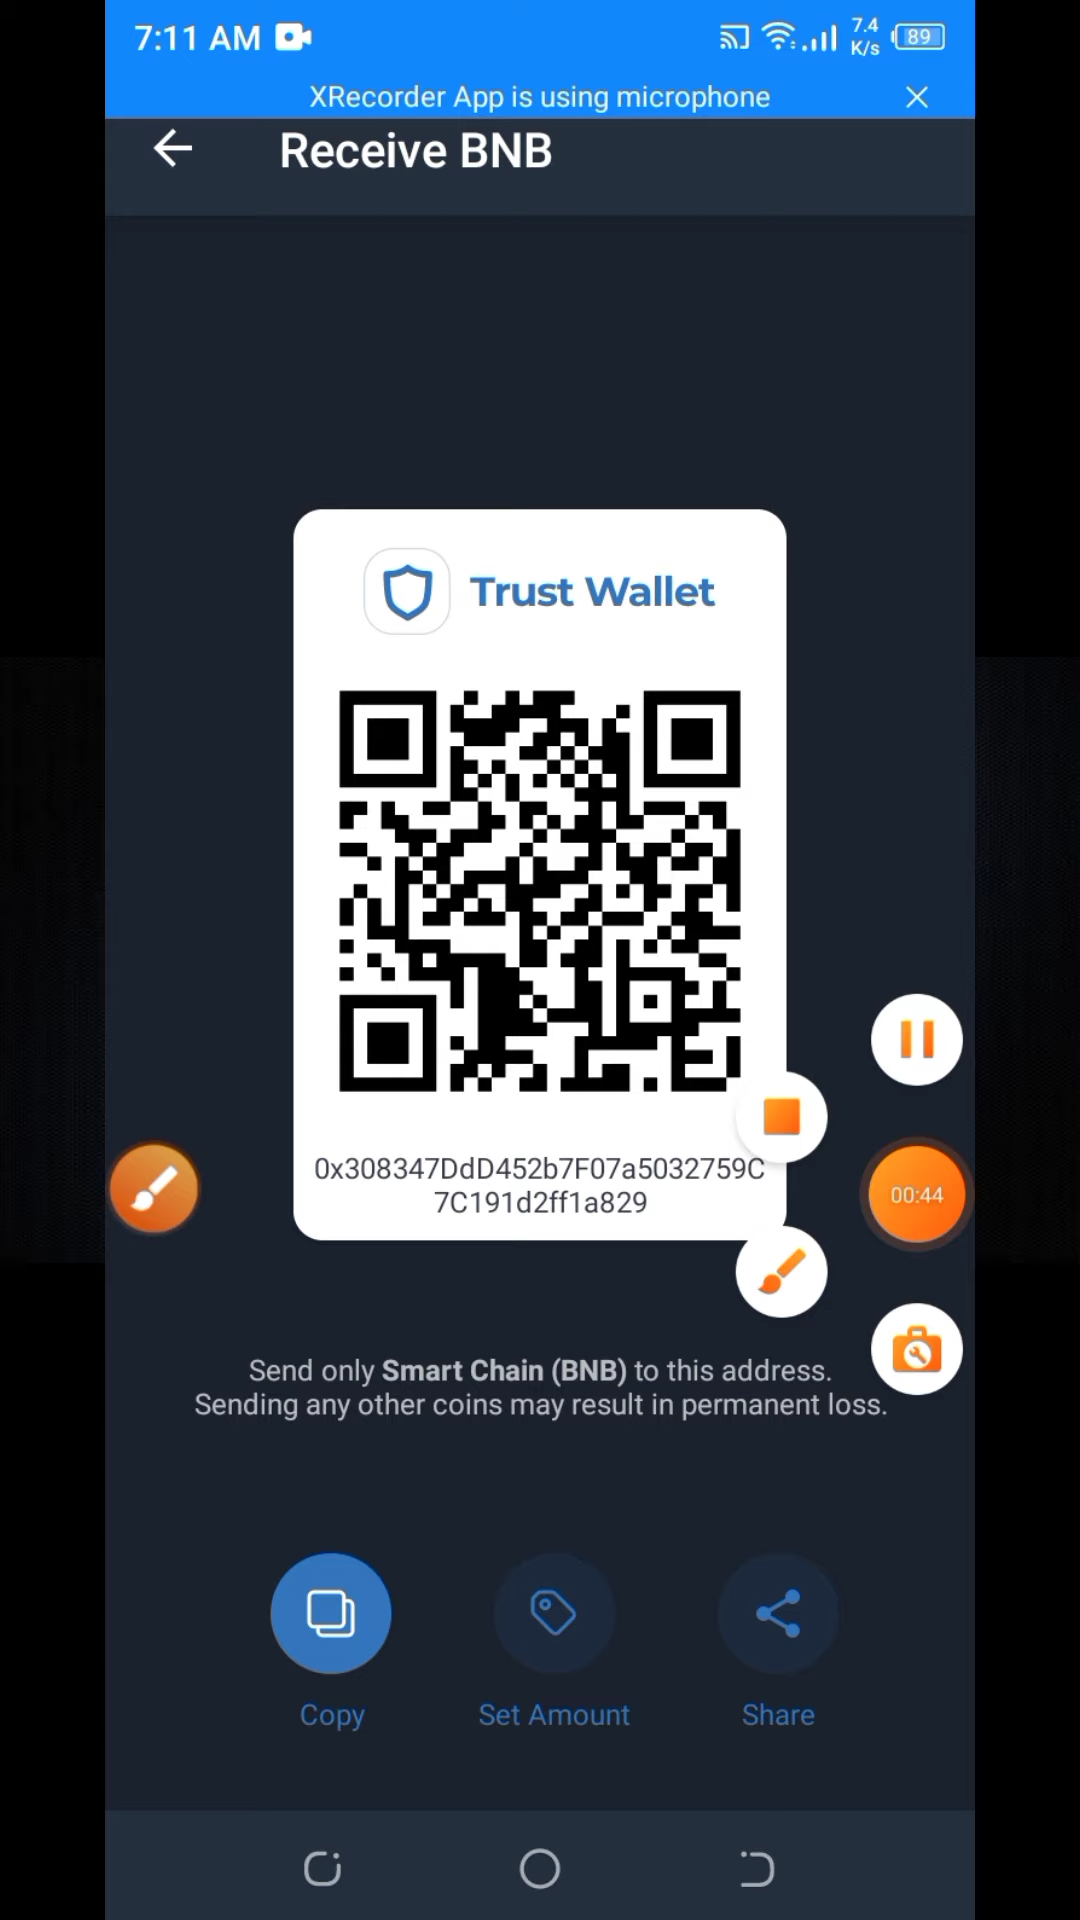 7:11 AM
7.4
K/s
89
XRecorder App is using microphone
Receive BNB
Trust Wallet
0x308347DdD452b7F07a5032759C
7C191d2ff1a829
00:44
Send only Smart Chain (BNB) to this address.
Sending any other coins may result in permanent loss.
Copy
Set Amount
Share